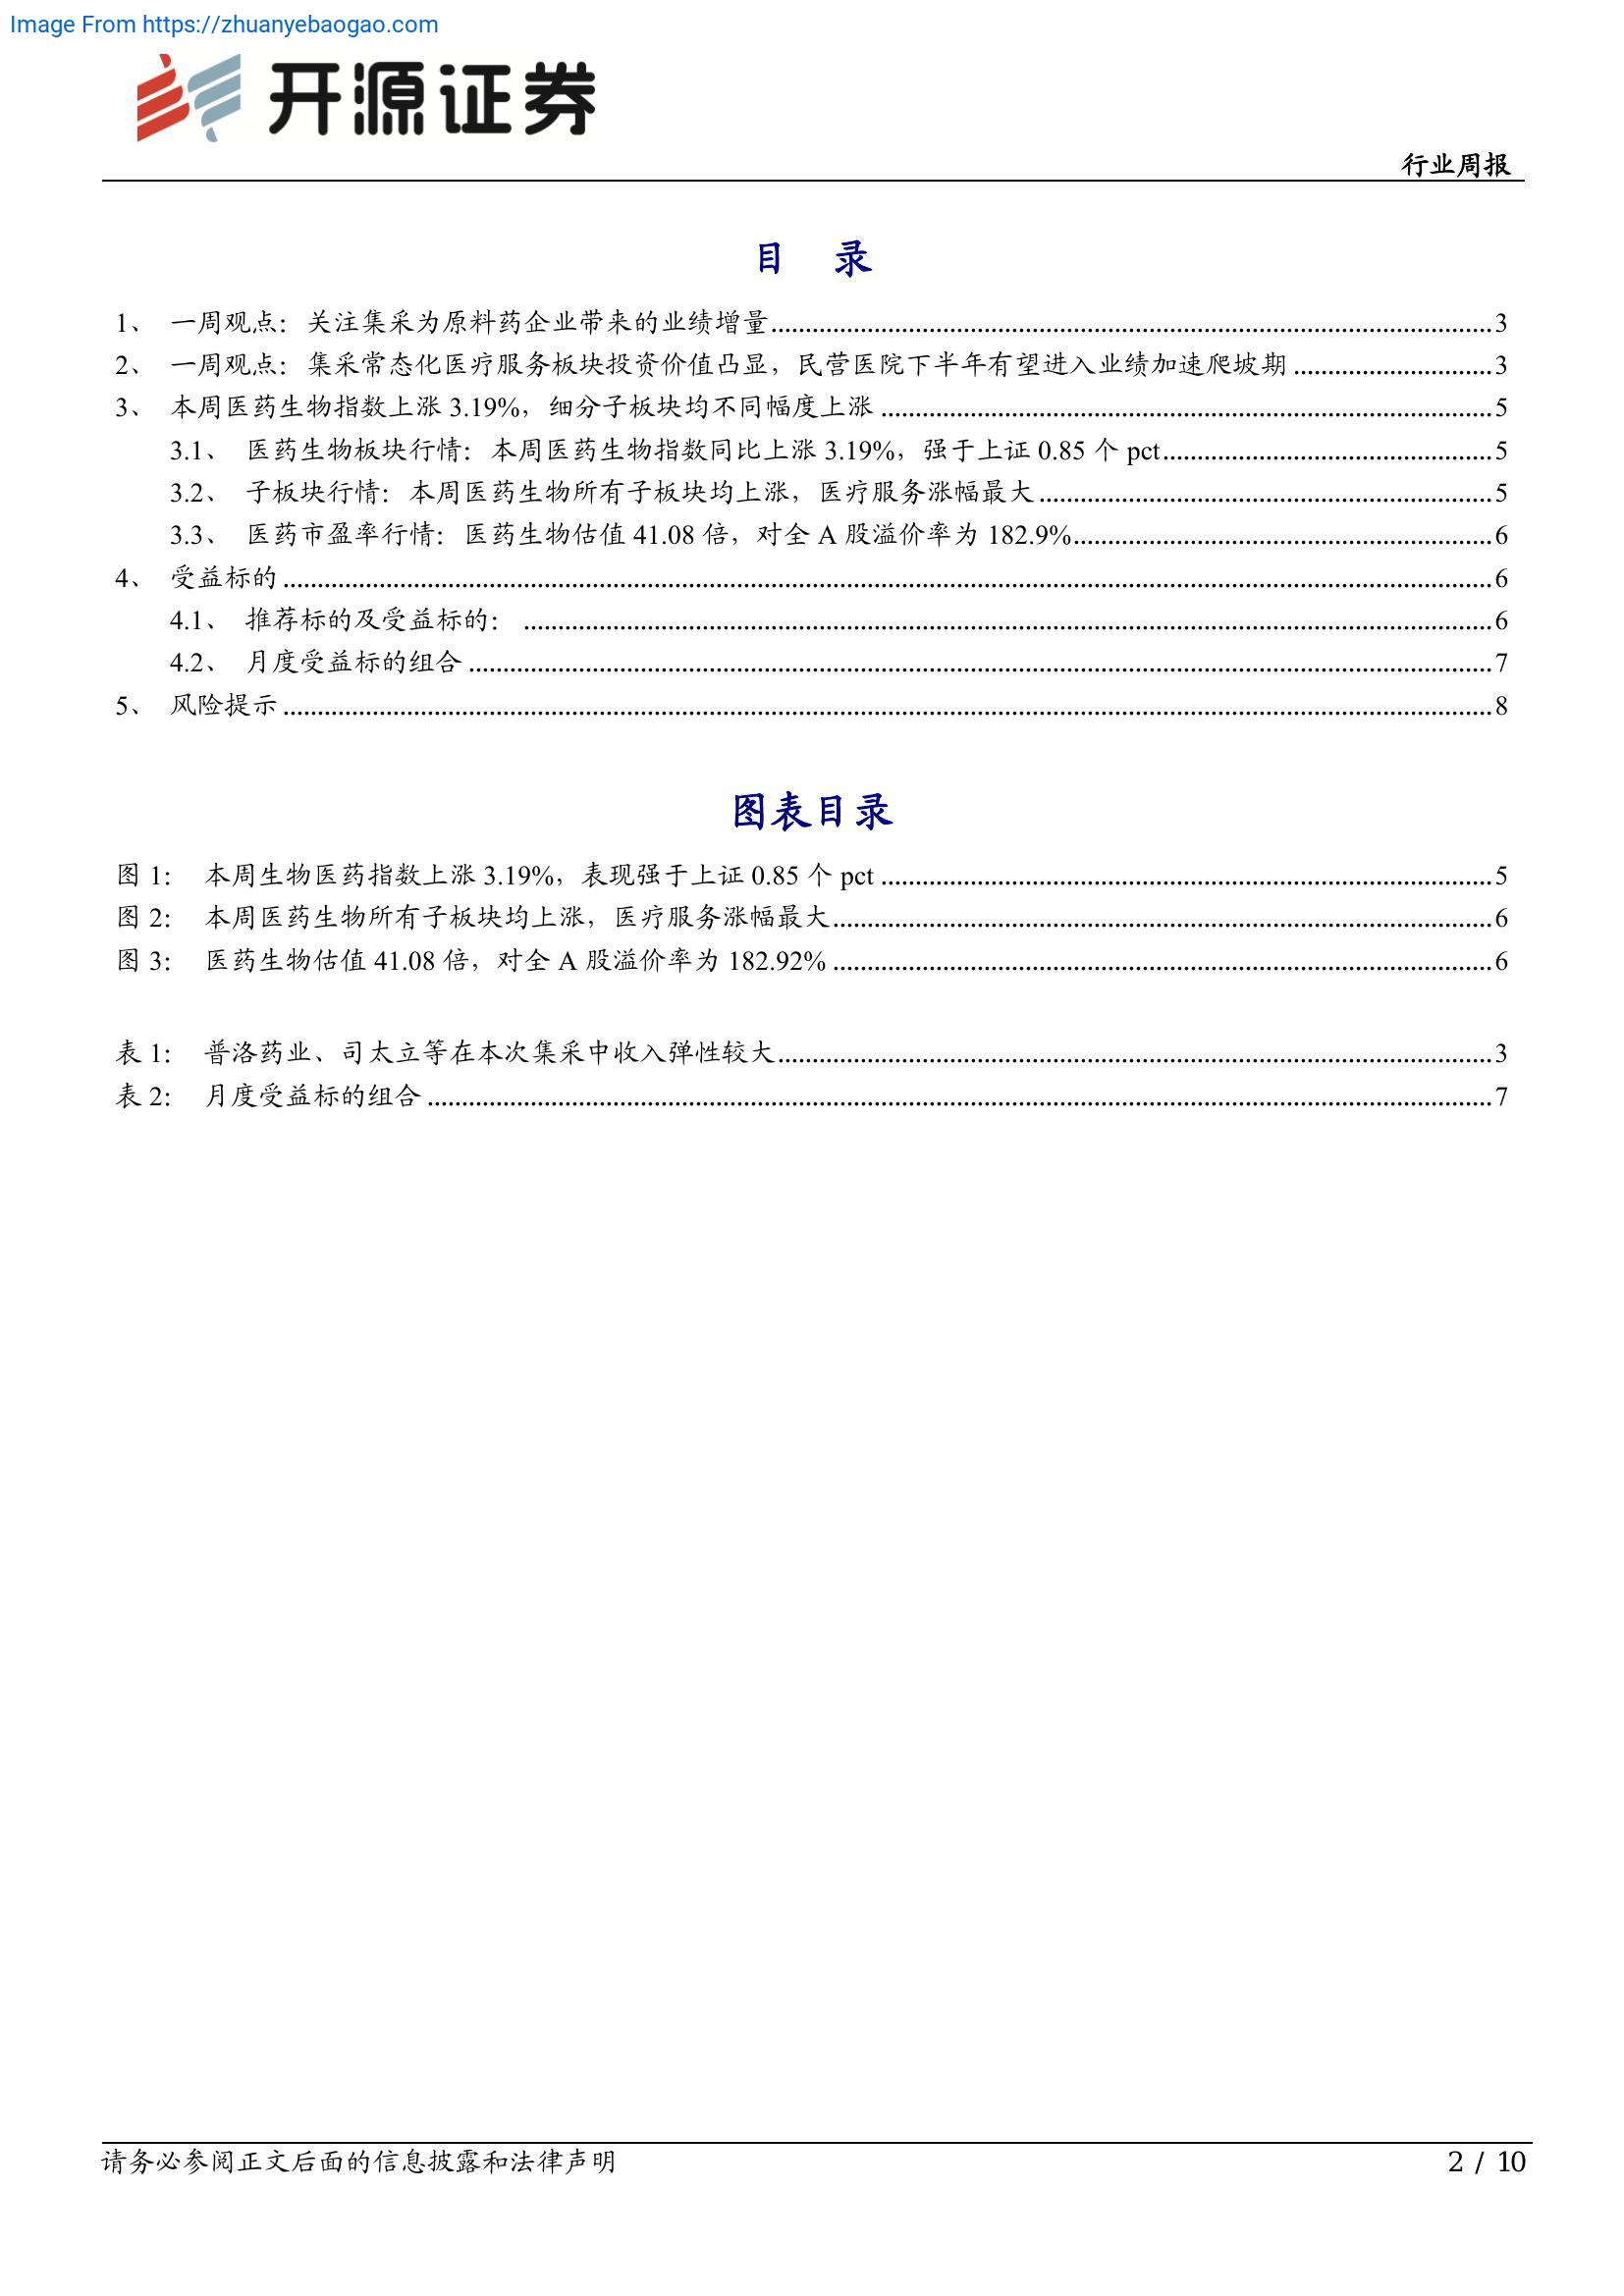 Image From https://zhuanyebaogao.com
开源证券
行业周报
目 录
1、 一周观点：关注集采为原料药企业带来的业绩增量 3
2、 一周观点：集采常态化医疗服务板块投资价值凸显，民营医院下半年有望进入业绩加速爬坡期 3
3、 本周医药生物指数上涨 3.19%，细分子板块均不同幅度上涨 5
3.1、 医药生物板块行情：本周医药生物指数同比上涨 3.19%，强于上证 0.85 个 pct 5
3.2、 子板块行情：本周医药生物所有子板块均上涨，医疗服务涨幅最大 5
3.3、 医药市盈率行情：医药生物估值 41.08 倍，对全 A 股溢价率为 182.9% 6
4、 受益标的 6
4.1、 推荐标的及受益标的： 6
4.2、 月度受益标的组合 7
5、 风险提示 8
图表目录
图 1： 本周生物医药指数上涨 3.19%，表现强于上证 0.85 个 pct 5
图 2： 本周医药生物所有子板块均上涨，医疗服务涨幅最大 6
图 3： 医药生物估值 41.08 倍，对全 A 股溢价率为 182.92% 6
表 1： 普洛药业、司太立等在本次集采中收入弹性较大 3
表 2： 月度受益标的组合 7
请务必参阅正文后面的信息披露和法律声明
2 / 10